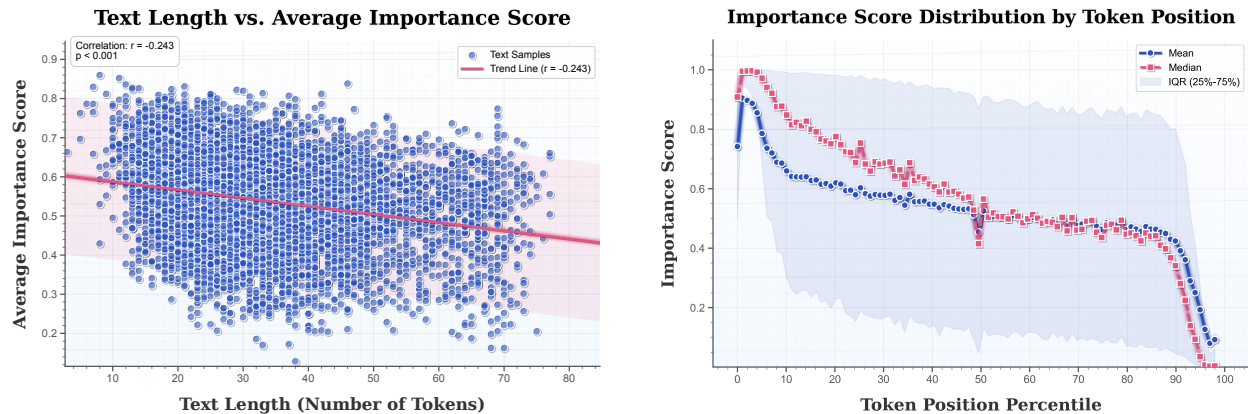 Text Length vs. Average Importance Score
Correlation: r = -0.243
p < 0.001
Text Samples
Trend Line (r = -0.243)
Average Importance Score
0.9
0.8
0.7
0.6
0.5
0.4
0.3
0.2
10 20 30 40 50 60 70 80
Text Length (Number of Tokens)
Importance Score Distribution by Token Position
Mean
Median
IQR (25%-75%)
Importance Score
1.0
0.8
0.6
0.4
0.2
0 10 20 30 40 50 60 70 80 90 100
Token Position Percentile